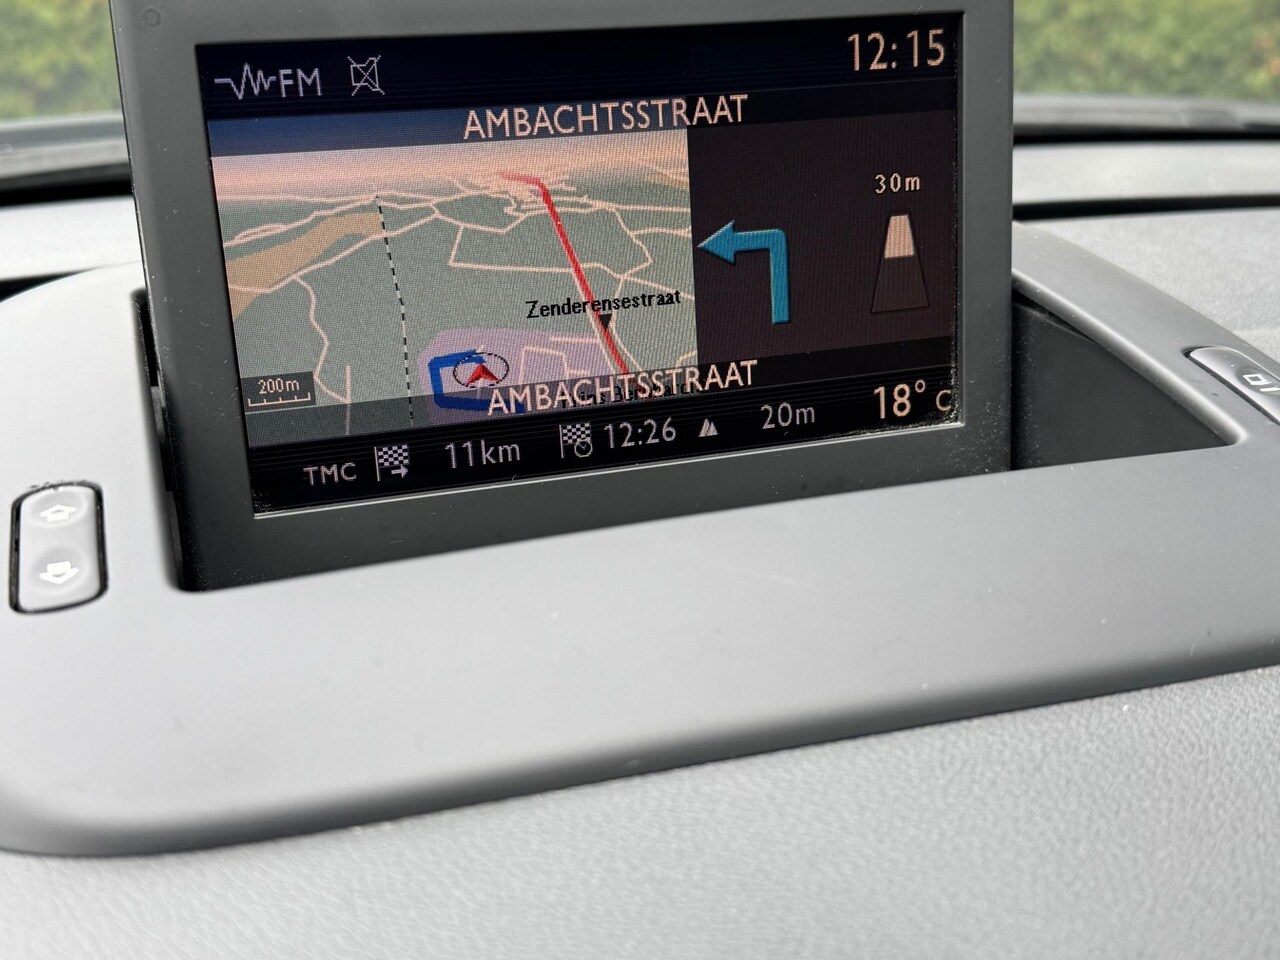 FM
12:15
AMBACHTSSTRAAT
30m
Zenderensestraat
200m
AMBACHTSSTRAAT
TMC 11km 12:26 20m 18° C